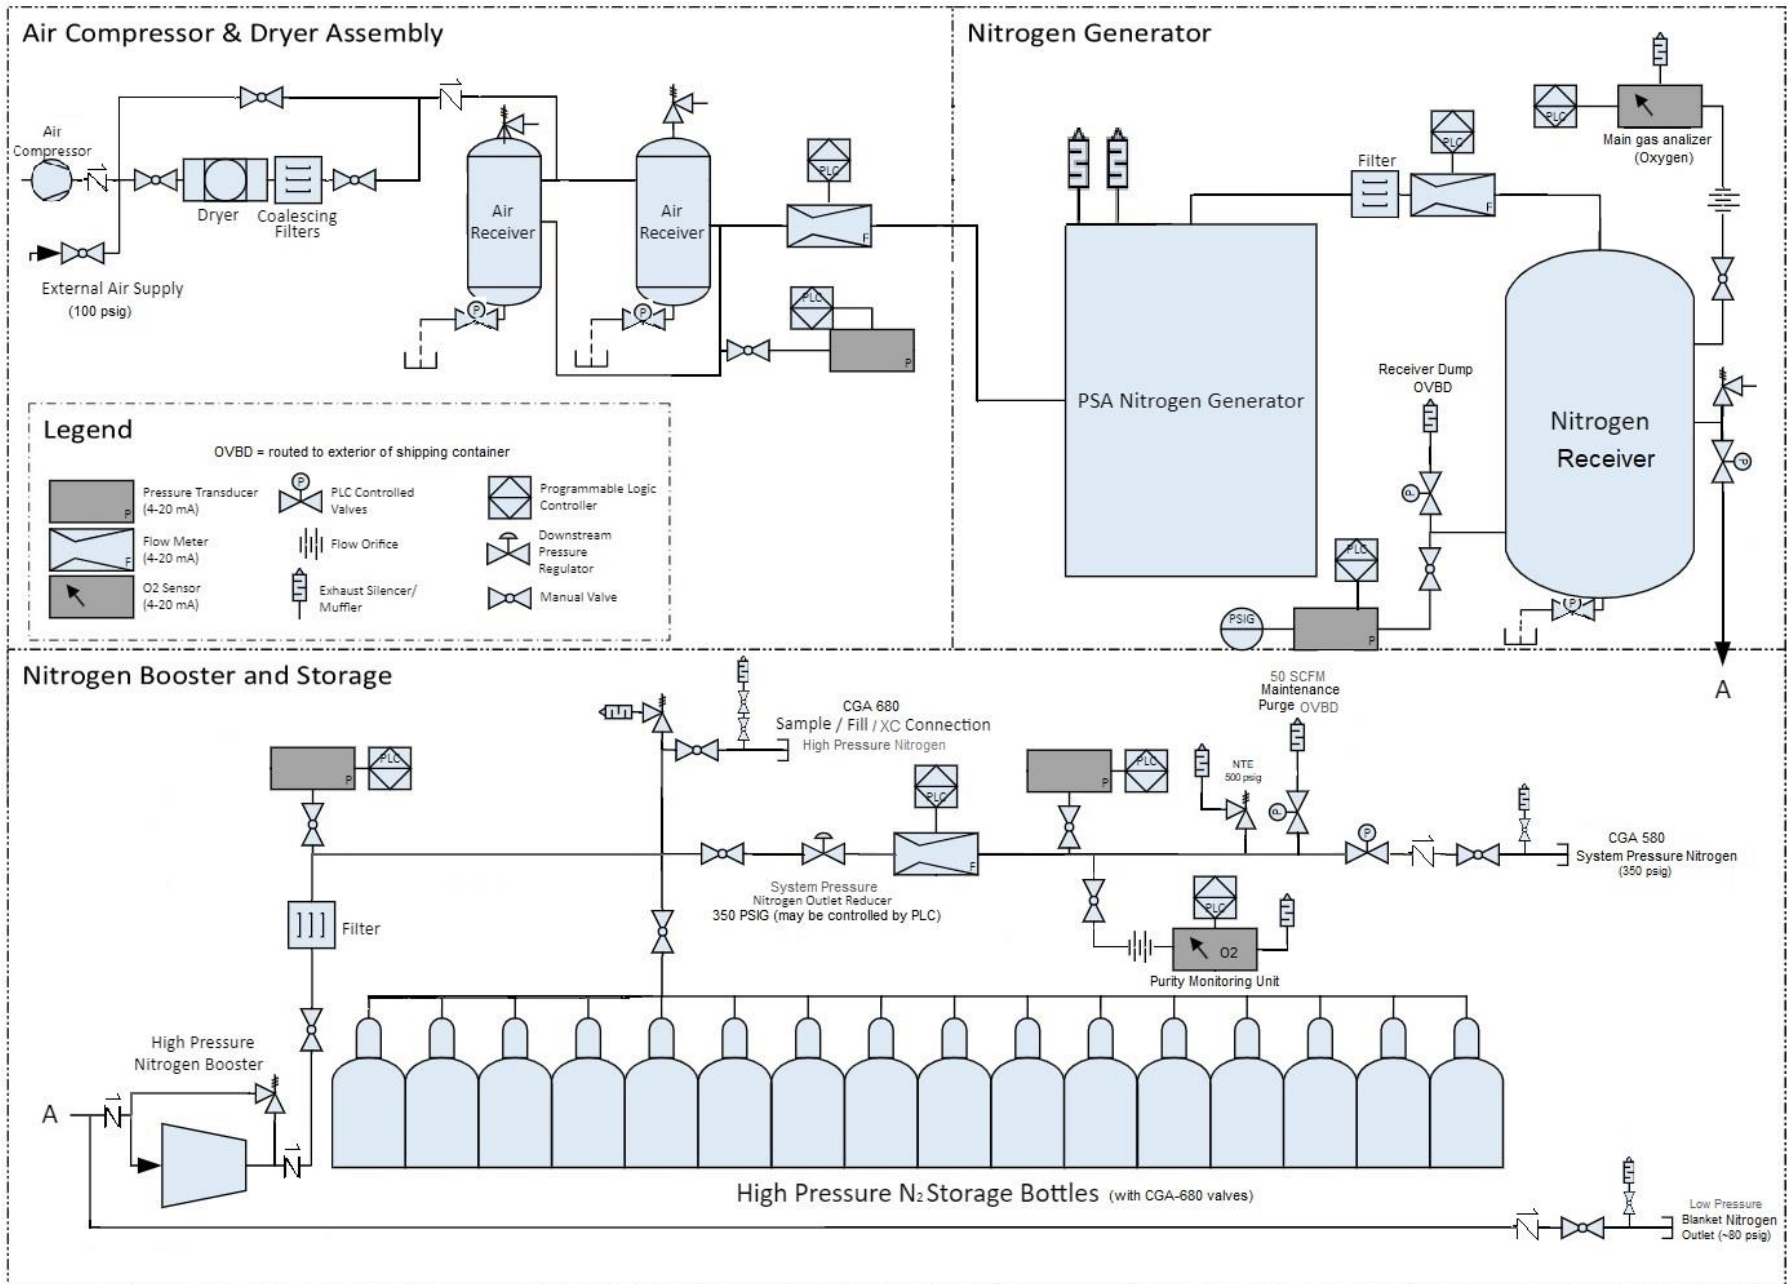 Air Compressor & Dryer Assembly
Air
Compressor
Dryer
Coalescing
Filters
External Air Supply
(100 psig)
Air
Receiver
P
Air
Receiver
P
PLC
F
PLC
P
Legend
OVBD = routed to exterior of shipping container
P
Pressure Transducer
(4-20 mA)
P
PLC Controlled
Valves
Programmable Logic
Controller
F
Flow Meter
(4-20 mA)
Flow Orifice
Downstream
Pressure
Regulator
O2 Sensor
(4-20 mA)
Exhaust Silencer/
Muffler
Manual Valve
Nitrogen Generator
PLC
Main gas analizer
(Oxygen)
PLC
Filter
F
PSA Nitrogen Generator
Receiver Dump
OVBD
P
Nitrogen
Receiver
P
PLC
PSIG
P
P
A
Nitrogen Booster and Storage
P
PLC
CGA 680
Sample / Fill / XC Connection
High Pressure Nitrogen
PLC
F
System Pressure
Nitrogen Outlet Reducer
350 PSIG (may be controlled by PLC)
P
PLC
NTE
500 psig
50 SCFM
Maintenance
Purge OVBD
P
P
CGA 580
System Pressure Nitrogen
(350 psig)
PLC
O2
Purity Monitoring Unit
Filter
High Pressure
Nitrogen Booster
A
High Pressure N2 Storage Bottles (with CGA-680 valves)
Low Pressure
Blanket Nitrogen
Outlet (~80 psig)